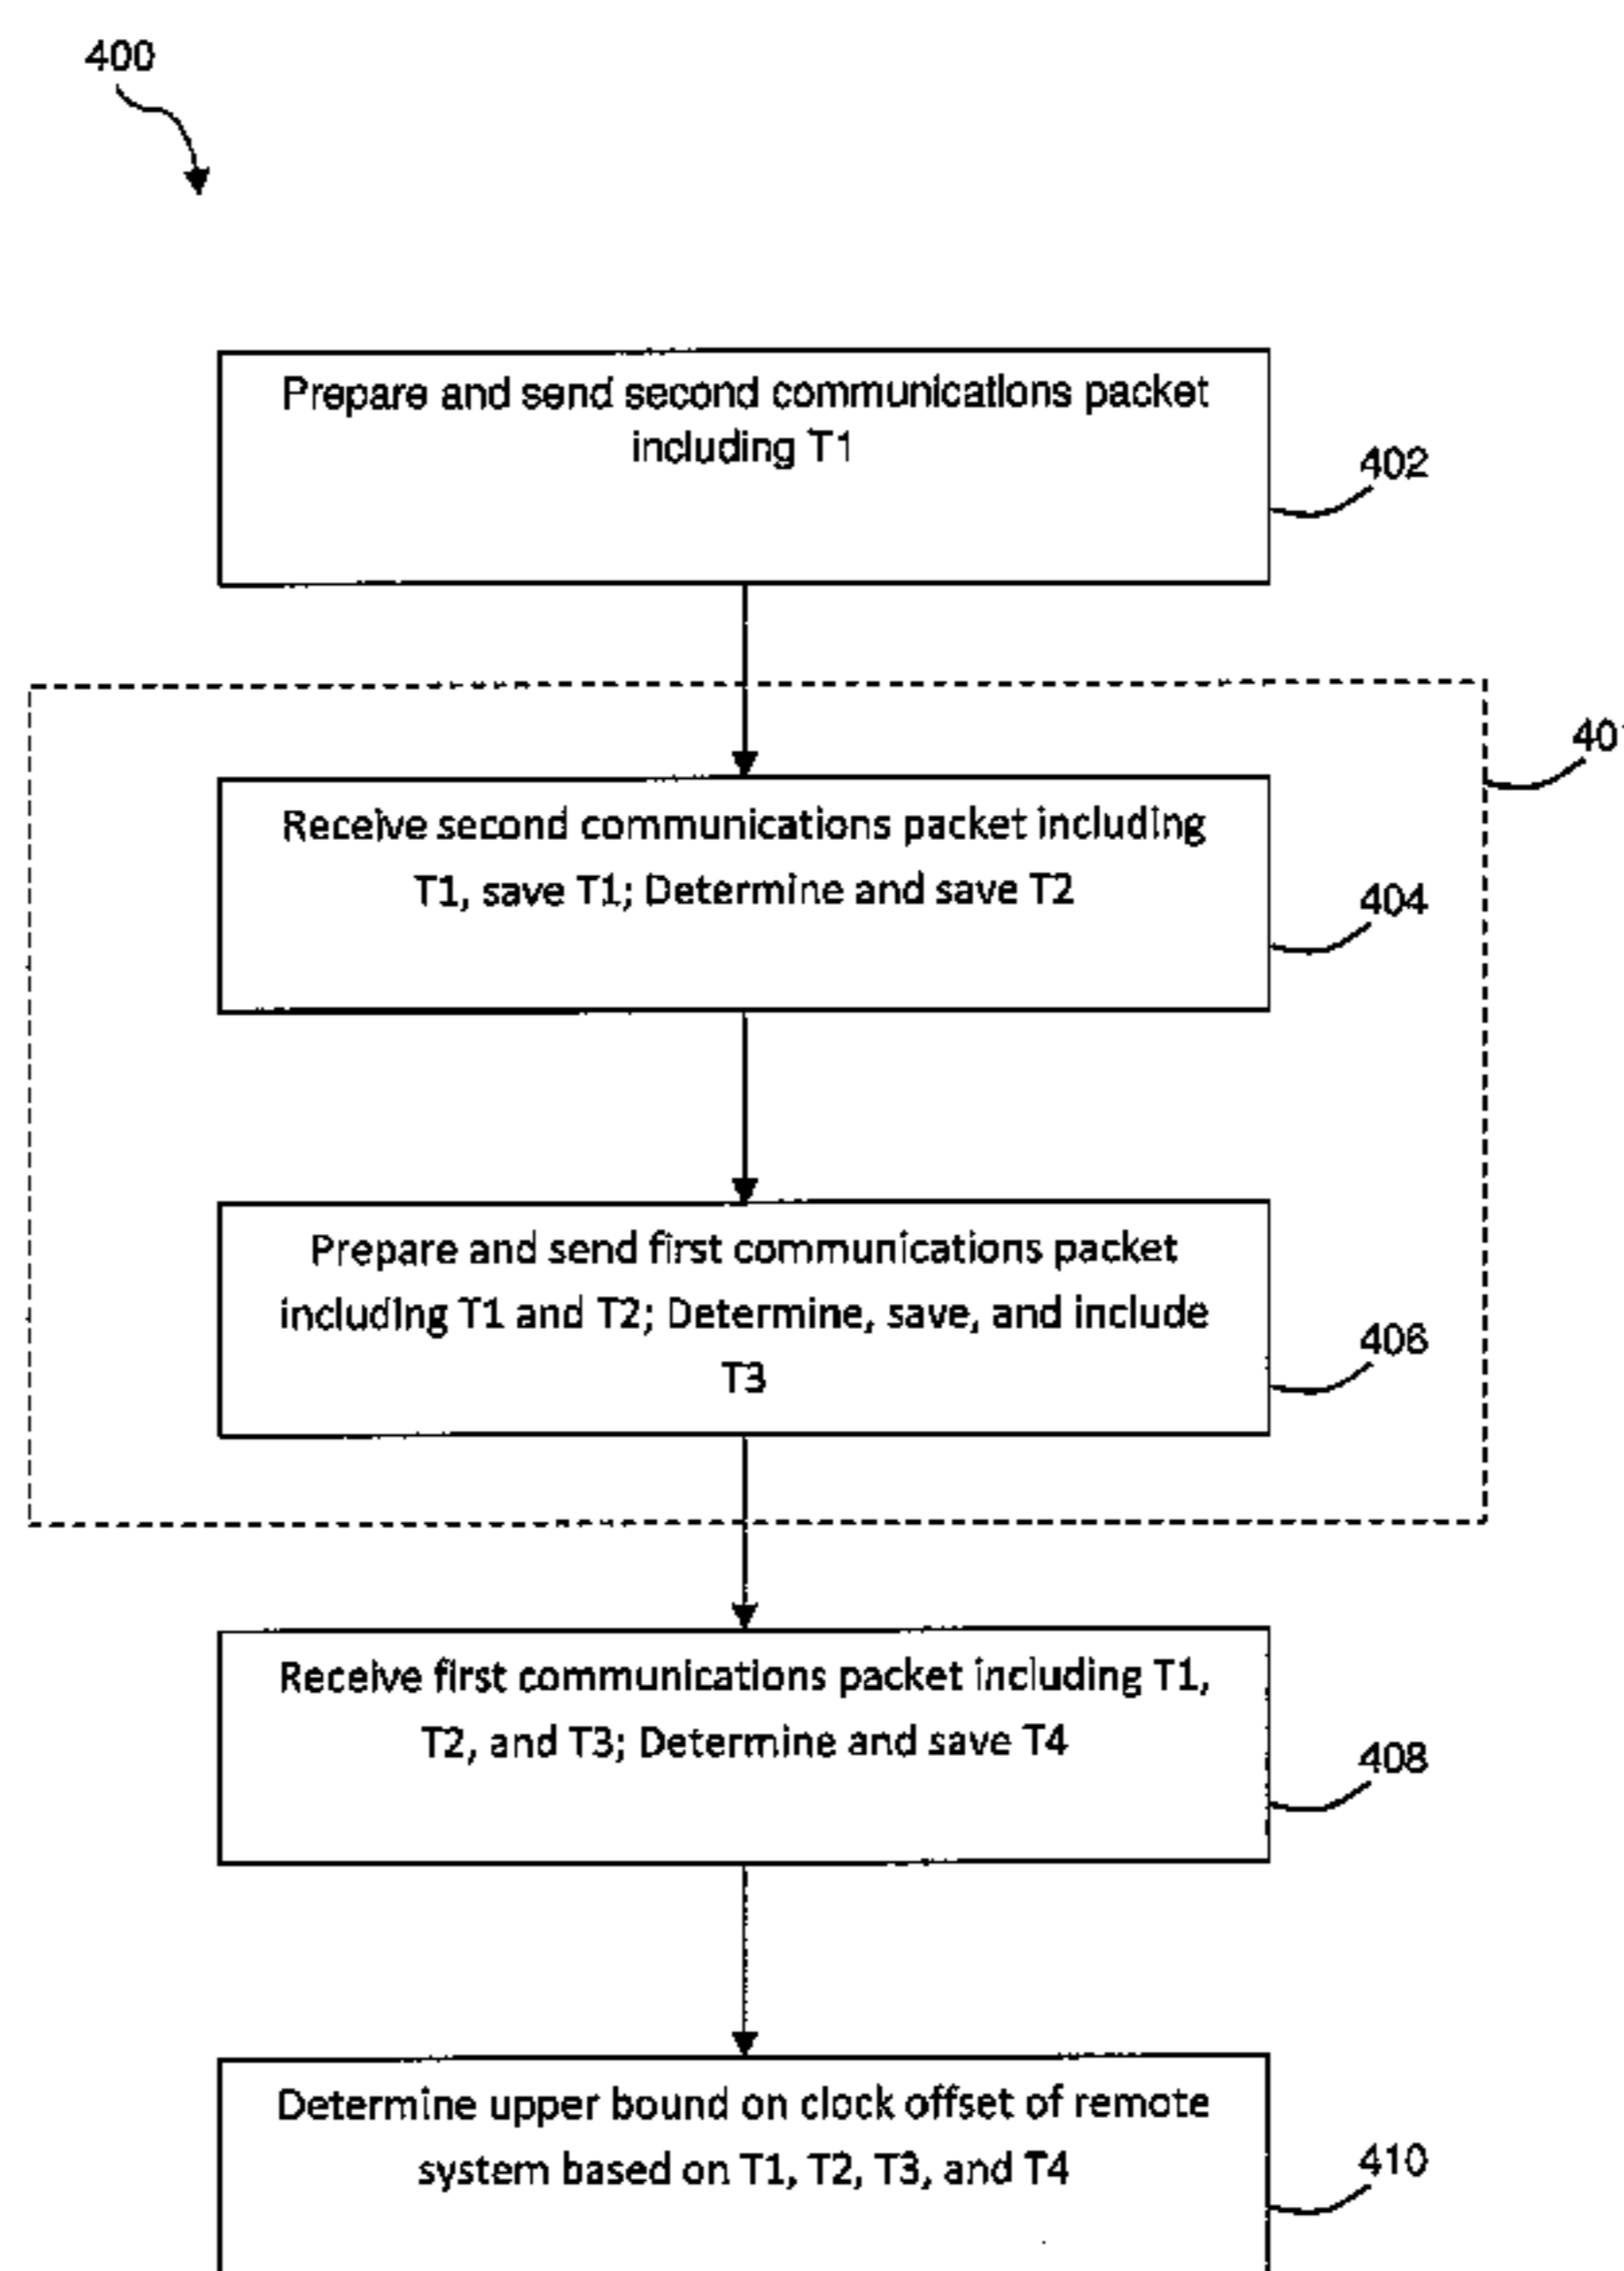 400
Prepare and send second communications packet
including T1
402
Receive second communications packet including
T1, save T1; Determine and save T2
404
Prepare and send first communications packet
including T1 and T2; Determine, save, and include
T3
406
Receive first communications packet including T1,
T2, and T3; Determine and save T4
408
Determine upper bound on clock offset of remote
system based on T1, T2, T3, and T4
410